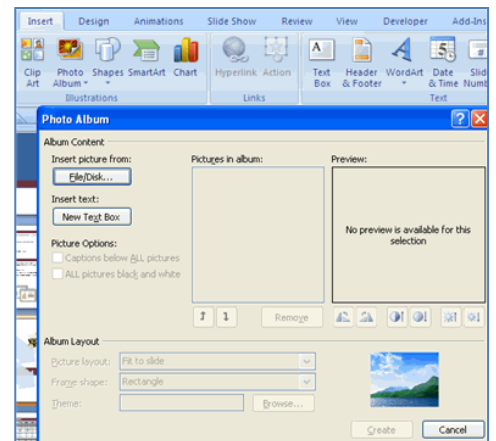 Insert Design Animations Slide Show Review View Developer Add-Ins
Clip Art Photo Album Shapes SmartArt Chart Hyperlink Action Text Box Header & Footer WordArt Date & Time
Illustrations Links Text
Photo Album
Album Content
Insert picture from: Pictures in album: Preview:
File/Disk...
Insert text:
New Text Box
No preview is available for this
selection
Picture Options:
Captions below ALL pictures
ALL pictures black and white
Remove
Album Layout
Picture layout: Fit to slide
Frame shape: Rectangle
Theme: Browse...
Create Cancel